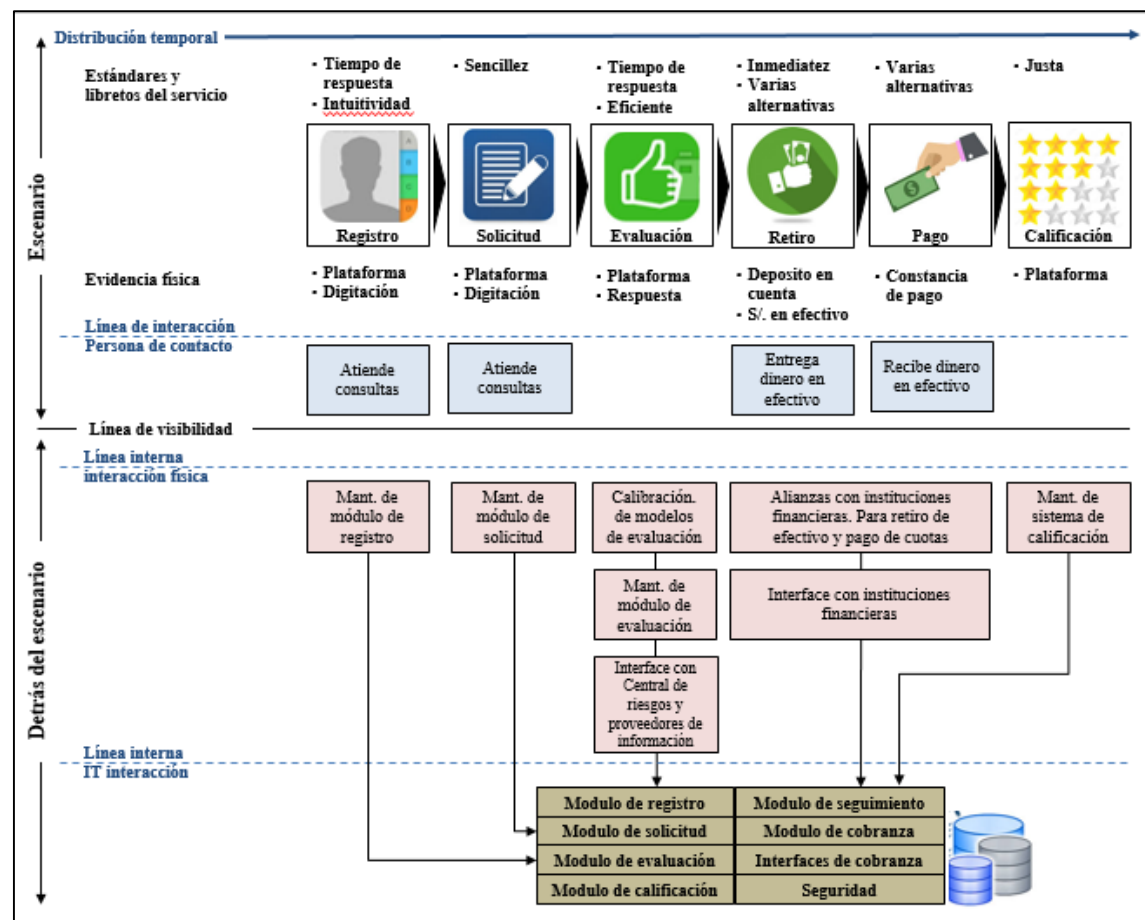 Distribución temporal
Estándares y
libretos del servicio
- Tiempo de
respuesta
- Intuitividad
- Sencillez
- Tiempo de
respuesta
- Eficiente
- Inmediatez
- Varias
alternativas
- Varias
alternativas
- Justa
Escenario
A
B
C
D
$
Registro
Solicitud
Evaluación
Retiro
Pago
Calificación
Evidencia física
- Plataforma
- Digitación
- Plataforma
- Digitación
- Plataforma
- Respuesta
- Deposito en
cuenta
- S/. en efectivo
- Constancia
de pago
- Plataforma
Línea de interacción
Persona de contacto
Atiende
consultas
Atiende
consultas
Entrega
dinero en
efectivo
Recibe dinero
en efectivo
Línea de visibilidad
Línea interna
interacción física
Detrás del escenario
Mant. de
módulo de
registro
Mant. de
módulo de
solicitud
Calibración.
de modelos
de evaluación
Alianzas con instituciones
financieras. Para retiro de
efectivo y pago de cuotas
Mant. de
sistema de
calificación
Mant. de
módulo de
evaluación
Interface con instituciones
financieras
Interface con
Central de
riesgos y
proveedores de
información
Línea interna
IT interacción
Modulo de registro
Modulo de seguimiento
Modulo de solicitud
Modulo de cobranza
Modulo de evaluación
Interfaces de cobranza
Modulo de calificación
Seguridad